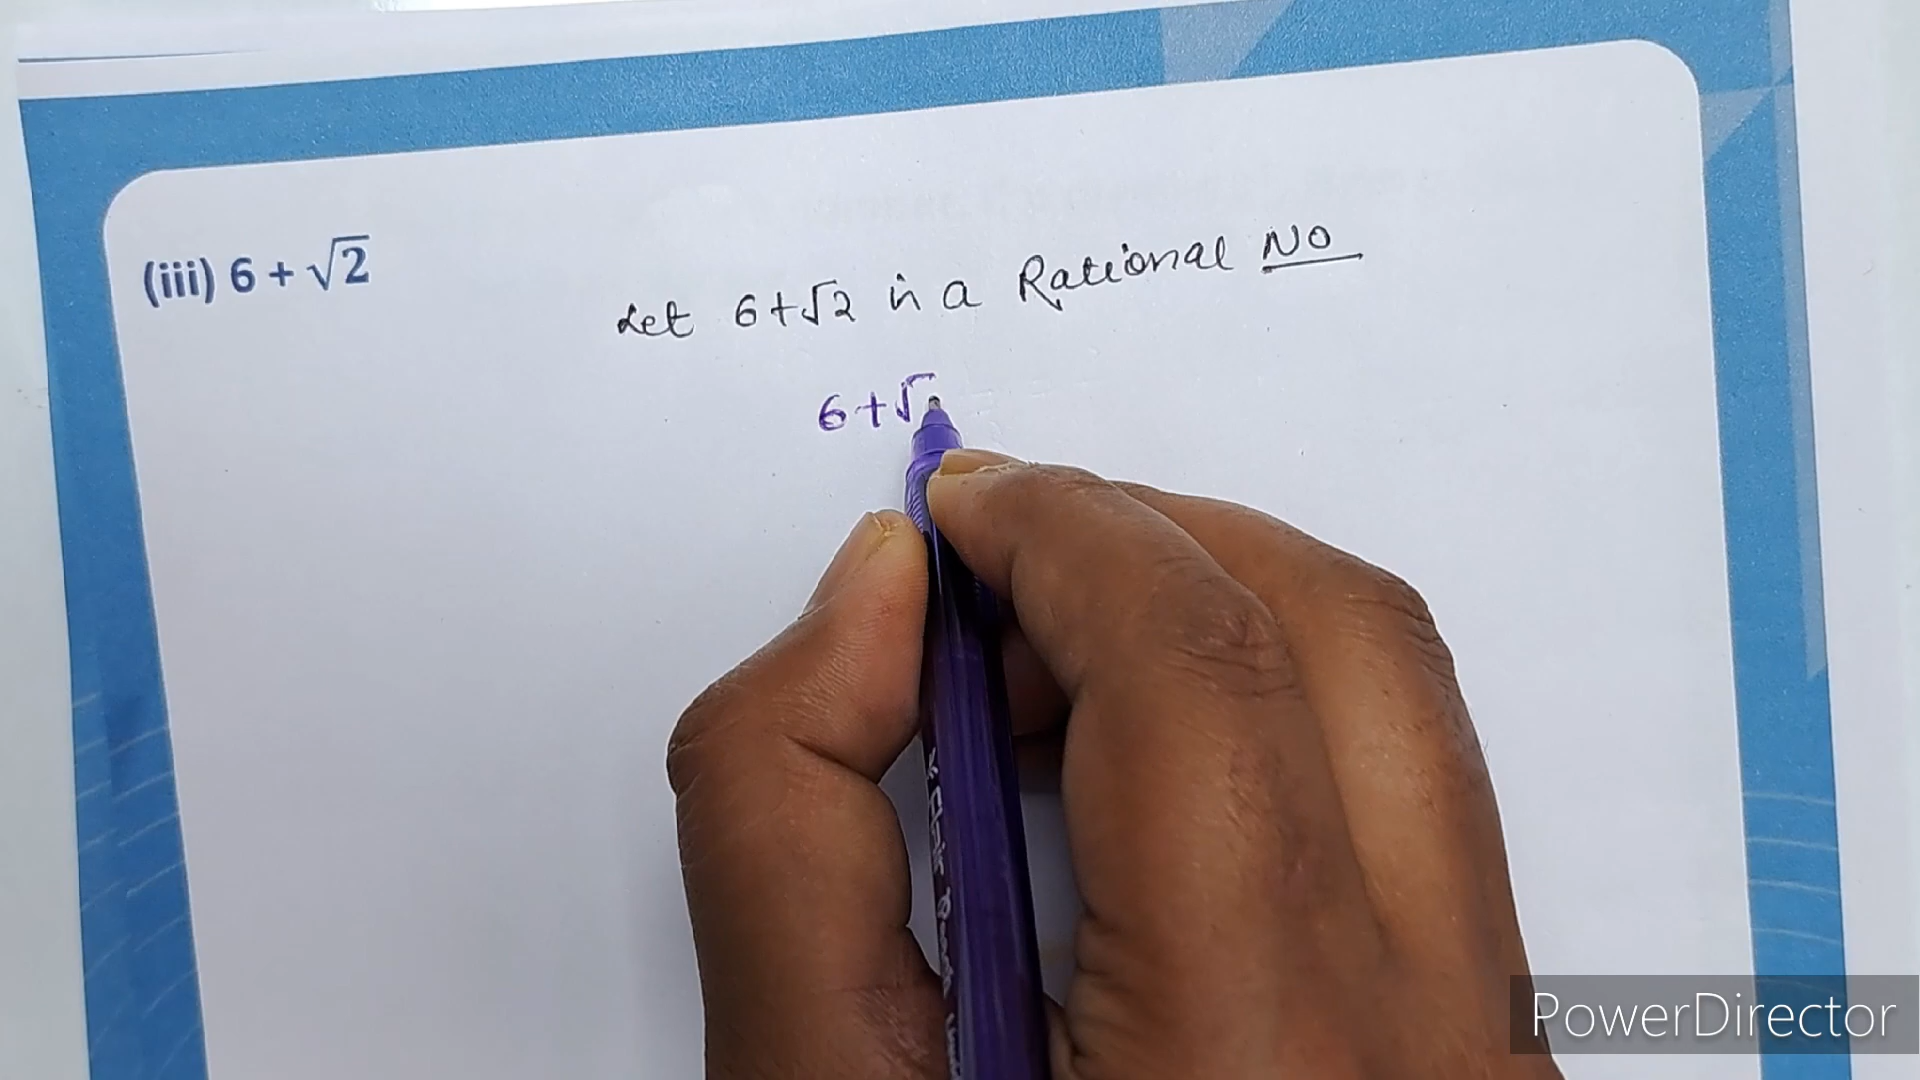 (iii) 6 + √2
Let 6+√2 is a Rational No
6+√
PowerDirector